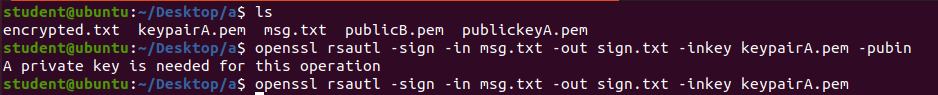 student@ubuntu:~/Desktop/a$ ls
encrypted.txt  keypairA.pem  msg.txt  publicB.pem  publickeyA.pem
student@ubuntu:~/Desktop/a$ openssl rsautl -sign -in msg.txt -out sign.txt -inkey keypairA.pem -pubin
A private key is needed for this operation
student@ubuntu:~/Desktop/a$ openssl rsautl -sign -in msg.txt -out sign.txt -inkey keypairA.pem